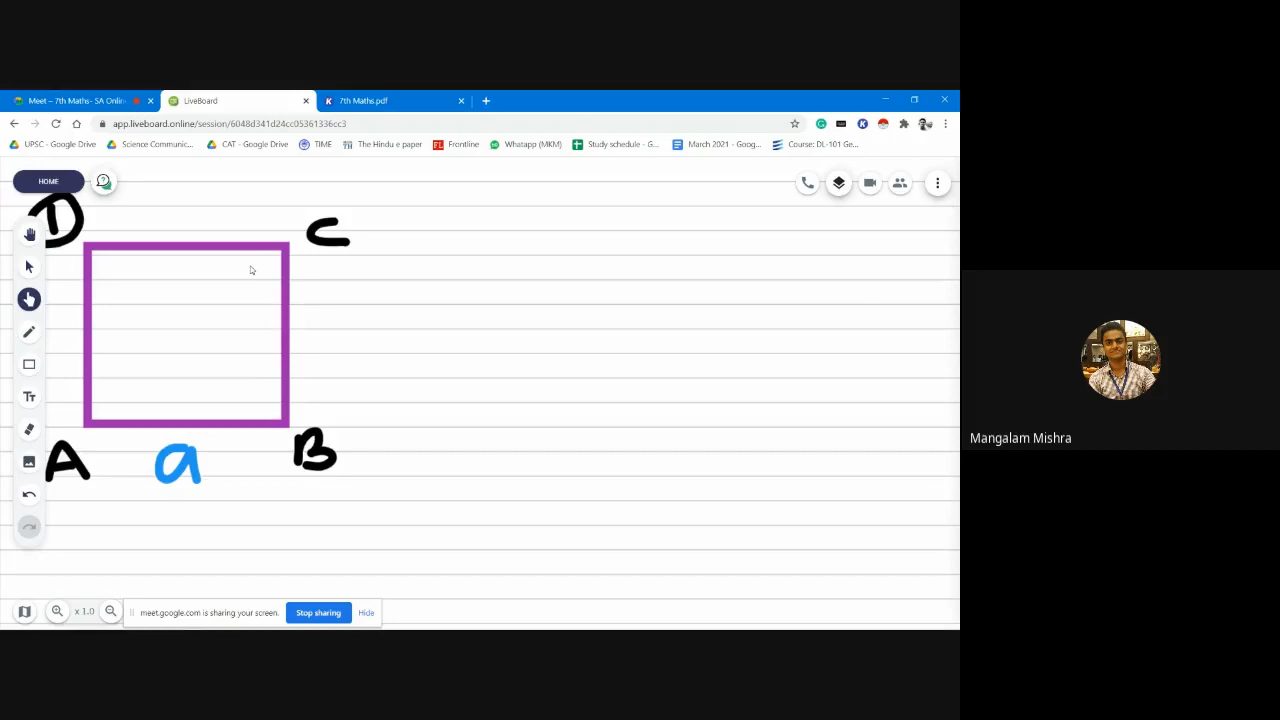 Meet – 7th Maths- SA Onlin
LiveBoard
7th Maths.pdf
app.liveboard.online/session/6048d341d24cc05361336cc3
UPSC - Google Drive
Science Communic...
CAT - Google Drive
TIME
The Hindu e paper
FL Frontline
Whatapp (MKM)
Study schedule - G...
March 2021 - Goog...
Course: DL-101 Ge...
HOME
D
C
A
a
B
Tт
x 1.0
meet.google.com is sharing your screen.
Stop sharing
Hide
Mangalam Mishra